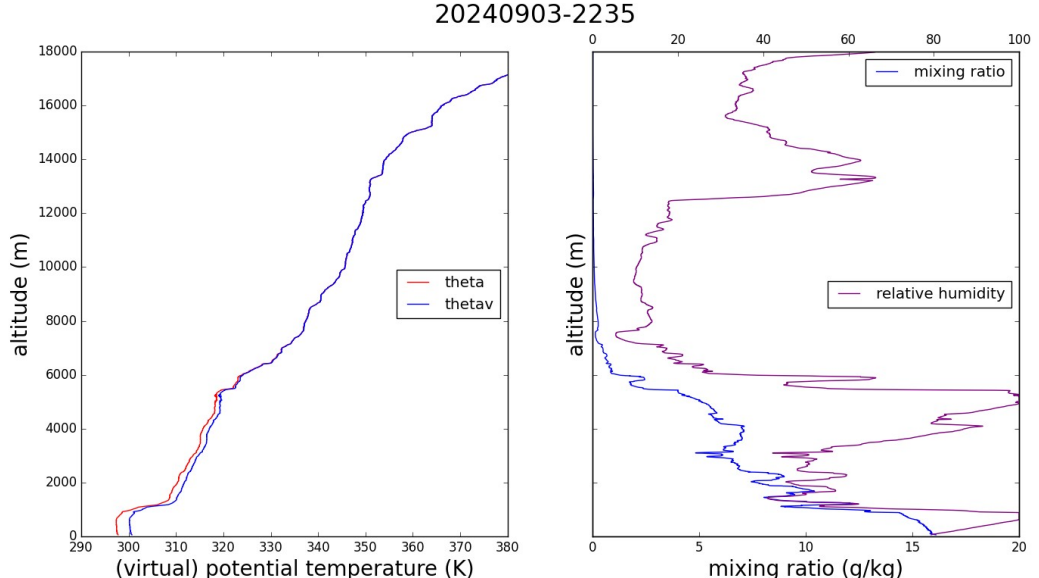 20240903-2235
0 20 40 60 80 100
18000
16000
14000
12000
10000
8000
6000
4000
2000
0
altitude (m)
theta
thetav
290 300 310 320 330 340 350 360 370 380
(virtual) potential temperature (K)
altitude (m)
mixing ratio
relative humidity
0 5 10 15 20
mixing ratio (g/kg)